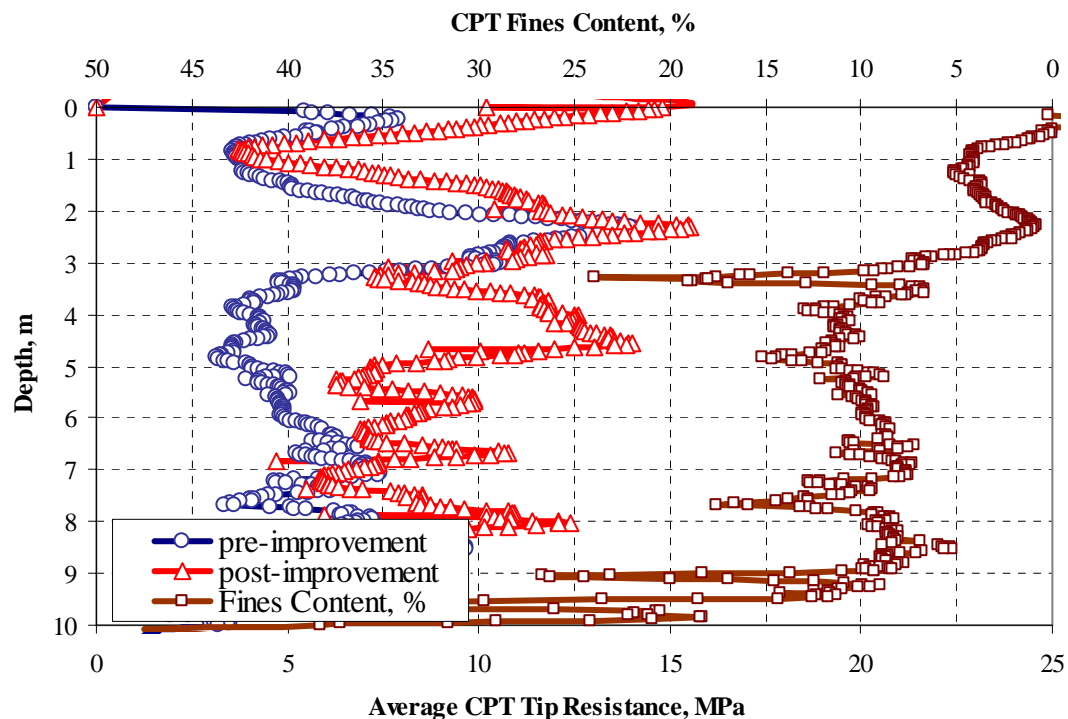 CPT Fines Content, %
50 45 40 35 30 25 20 15 10 5 0
0
1
2
3
4
5
6
7
8
9
10
Depth, m
pre-improvement
post-improvement
Fines Content, %
0 5 10 15 20 25
Average CPT Tip Resistance, MPa